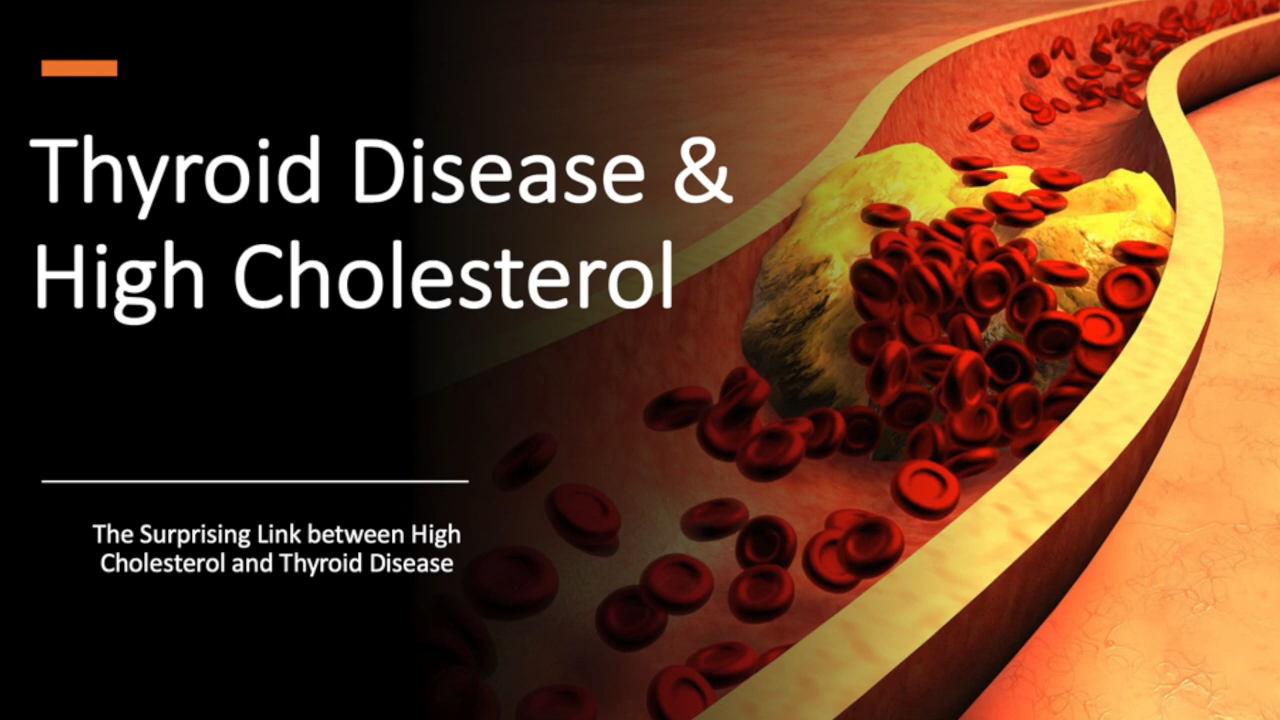 Thyroid Disease &
High Cholesterol
The Surprising Link between High
Cholesterol and Thyroid Disease